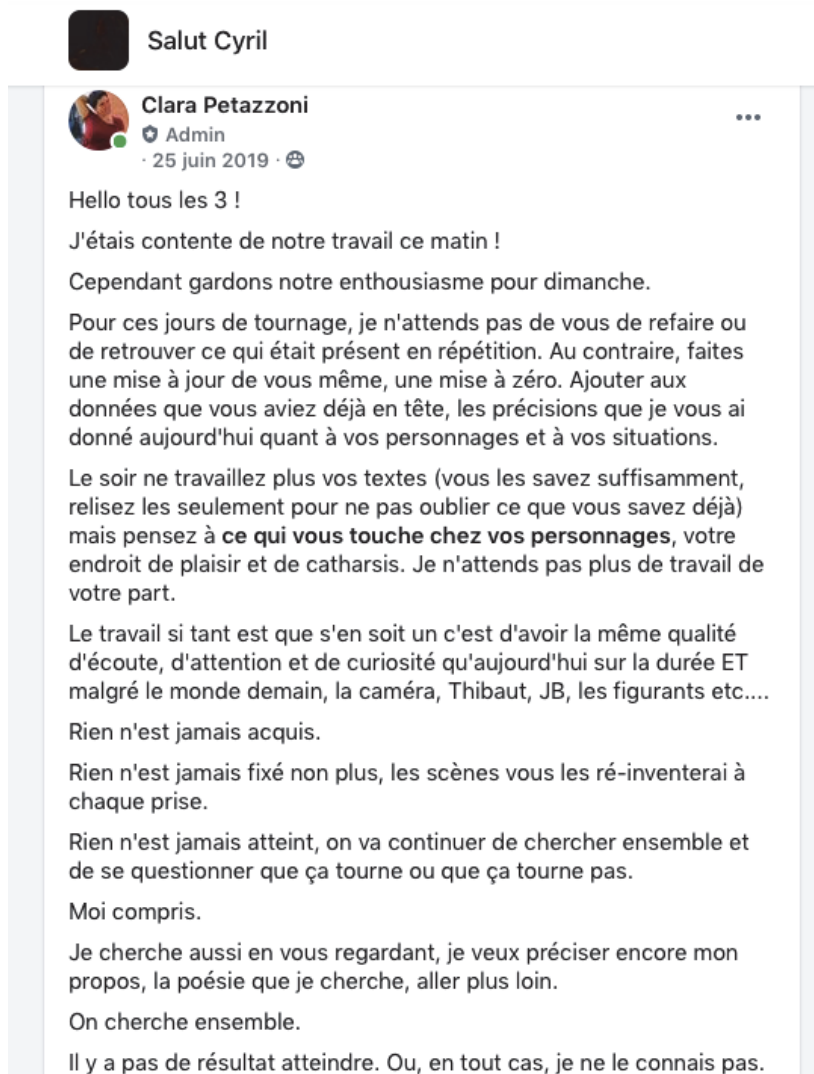 Salut Cyril
Clara Petazzoni
Admin
· 25 juin 2019 ·
Hello tous les 3 !
J'étais contente de notre travail ce matin !
Cependant gardons notre enthousiasme pour dimanche.
Pour ces jours de tournage, je n'attends pas de vous de refaire ou
de retrouver ce qui était présent en répétition. Au contraire, faites
une mise à jour de vous même, une mise à zéro. Ajouter aux
données que vous aviez déjà en tête, les précisions que je vous ai
donné aujourd'hui quant à vos personnages et à vos situations.
Le soir ne travaillez plus vos textes (vous les savez suffisamment,
relisez les seulement pour ne pas oublier ce que vous savez déjà)
mais pensez à ce qui vous touche chez vos personnages, votre
endroit de plaisir et de catharsis. Je n'attends pas plus de travail de
votre part.
Le travail si tant est que s'en soit un c'est d'avoir la même qualité
d'écoute, d'attention et de curiosité qu'aujourd'hui sur la durée ET
malgré le monde demain, la caméra, Thibaut, JB, les figurants etc....
Rien n'est jamais acquis.
Rien n'est jamais fixé non plus, les scènes vous les ré-inventerai à
chaque prise.
Rien n'est jamais atteint, on va continuer de chercher ensemble et
de se questionner que ça tourne ou que ça tourne pas.
Moi compris.
Je cherche aussi en vous regardant, je veux préciser encore mon
propos, la poésie que je cherche, aller plus loin.
On cherche ensemble.
Il y a pas de résultat atteindre. Ou, en tout cas, je ne le connais pas.